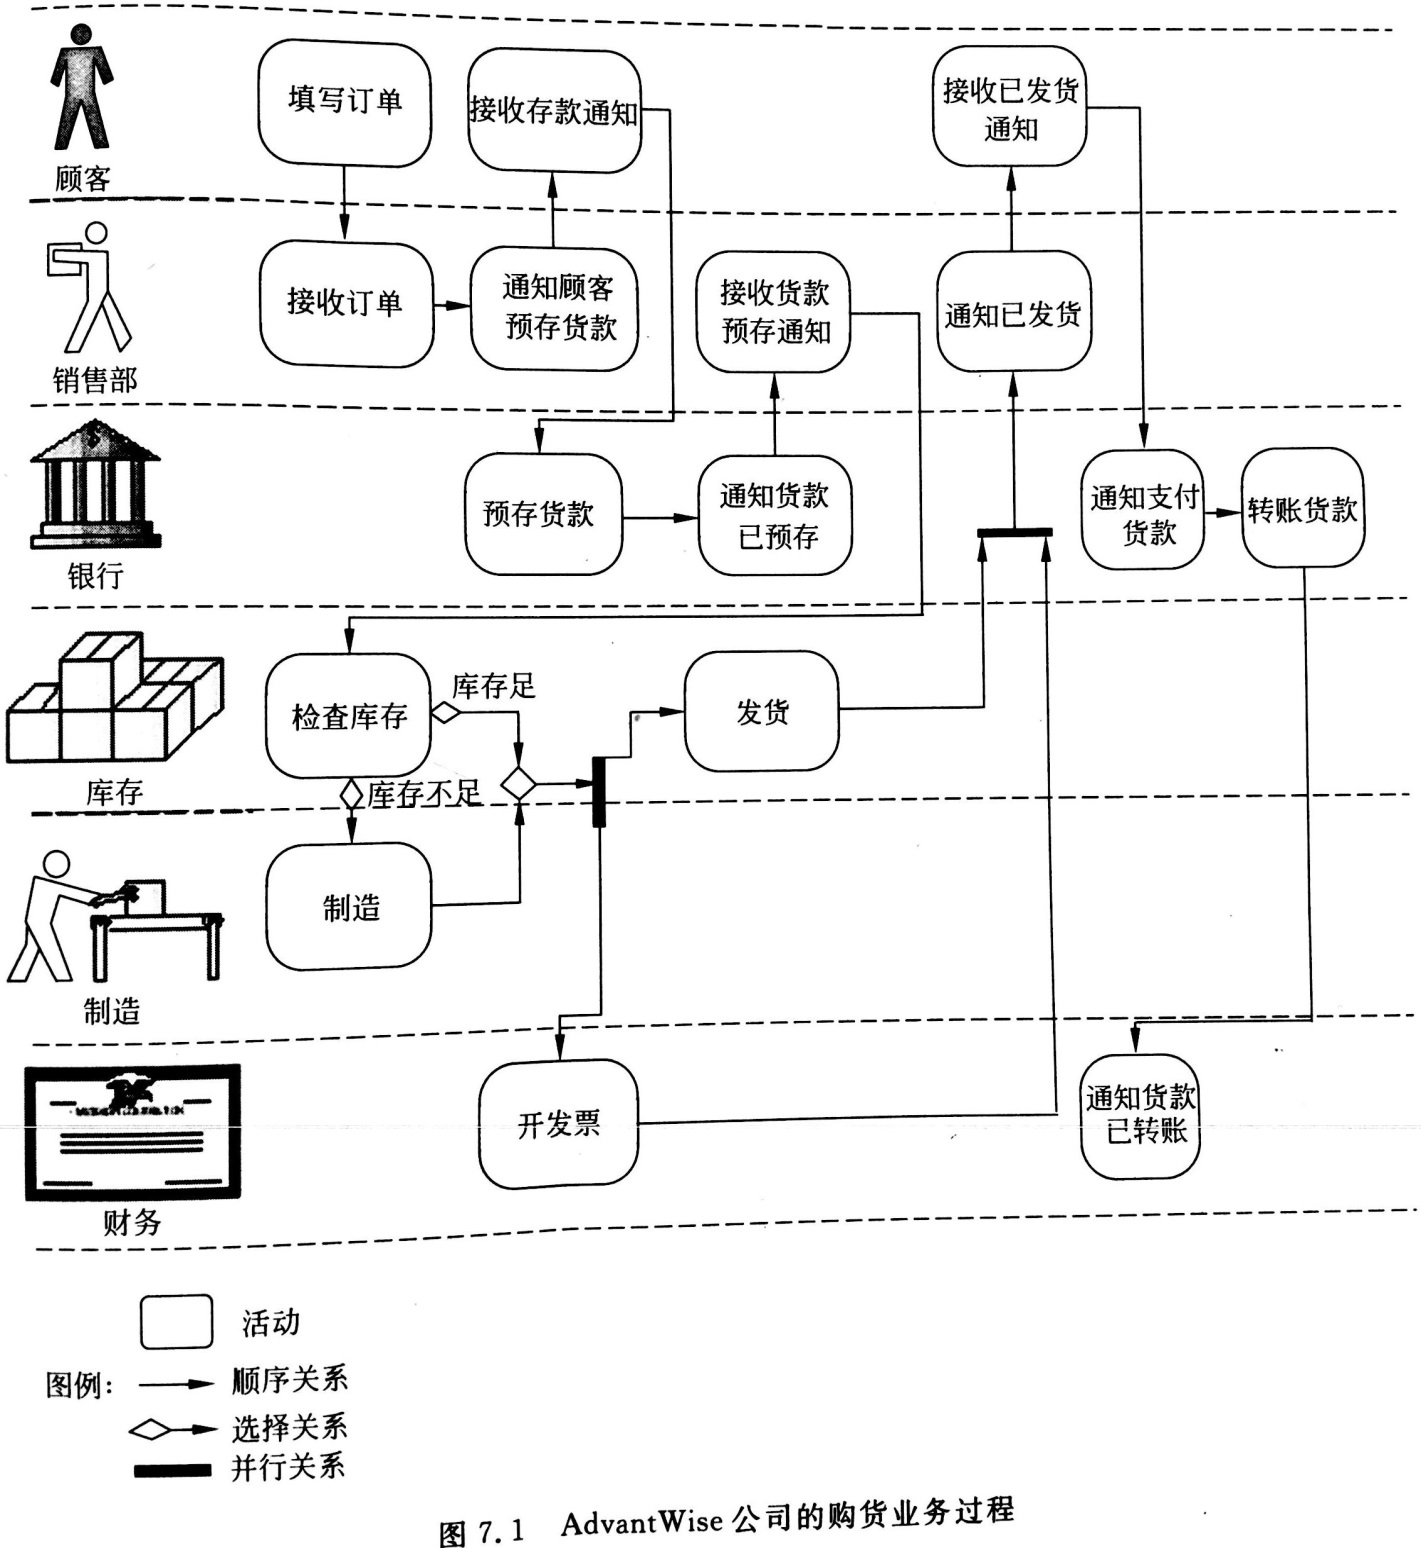 填写订单
接收存款通知
接收已发货
通知
顾客
接收订单
通知顾客
预存货款
接收货款
预存通知
通知已发货
销售部
预存货款
通知货款
已预存
通知支付
货款
转账货款
银行
检查库存
库存足
发货
库存
库存不足
制造
制造
开发票
通知货款
已转账
财务
活动
图例：
顺序关系
选择关系
并行关系
图 7.1 AdvantWise 公司的购货业务过程